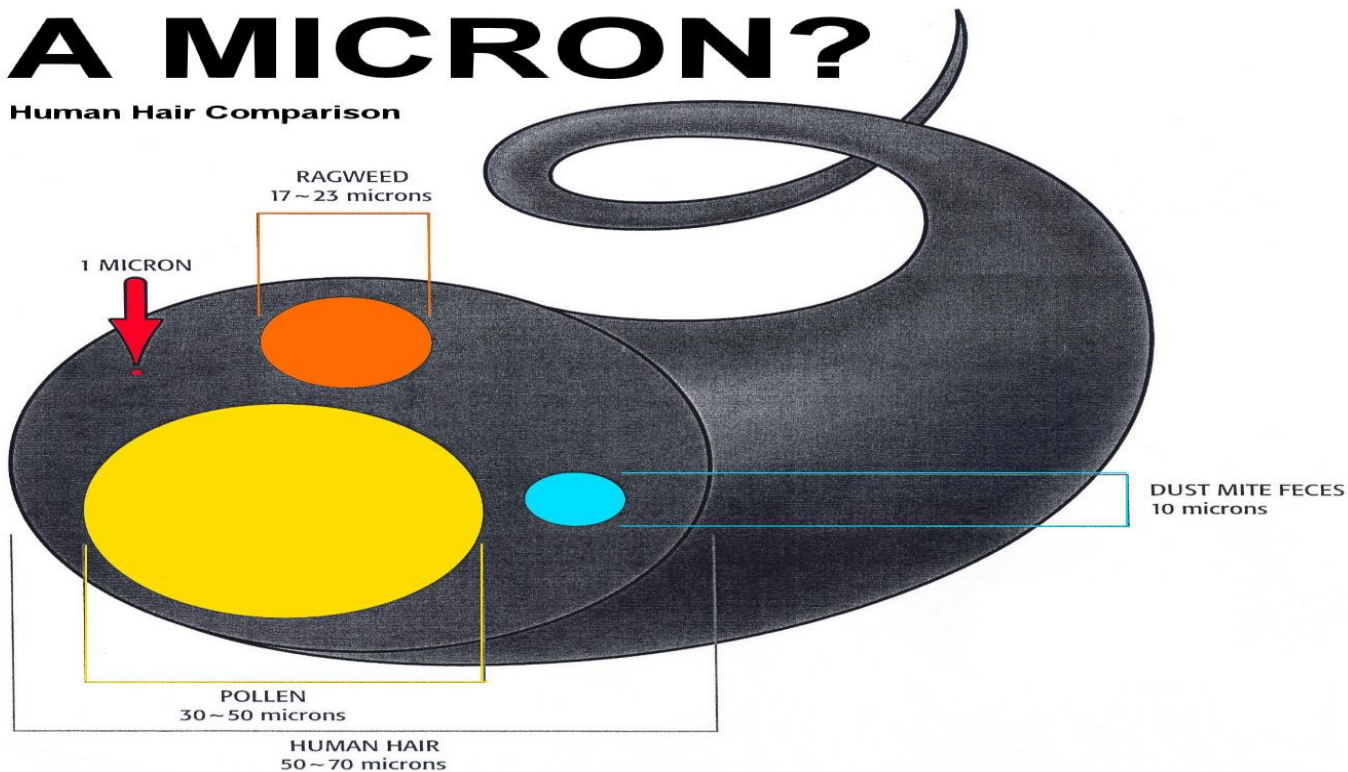 A MICRON?
Human Hair Comparison
RAGWEED
17~23 microns
1 MICRON
DUST MITE FECES
10 microns
POLLEN
30~50 microns
HUMAN HAIR
50~70 microns